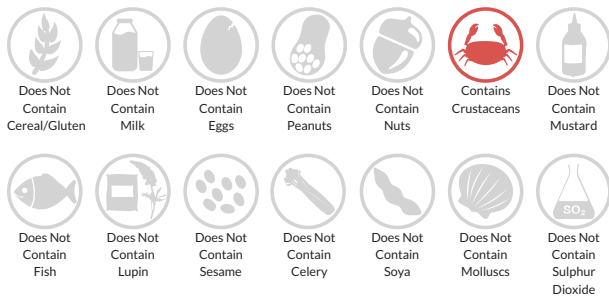 Does Not Contain Cereal/Gluten
Does Not Contain Milk
Does Not Contain Eggs
Does Not Contain Peanuts
Does Not Contain Nuts
Contains Crustaceans
Does Not Contain Mustard
SO₂
Does Not Contain Fish
Does Not Contain Lupin
Does Not Contain Sesame
Does Not Contain Celery
Does Not Contain Soya
Does Not Contain Molluscs
Does Not Contain Sulphur Dioxide